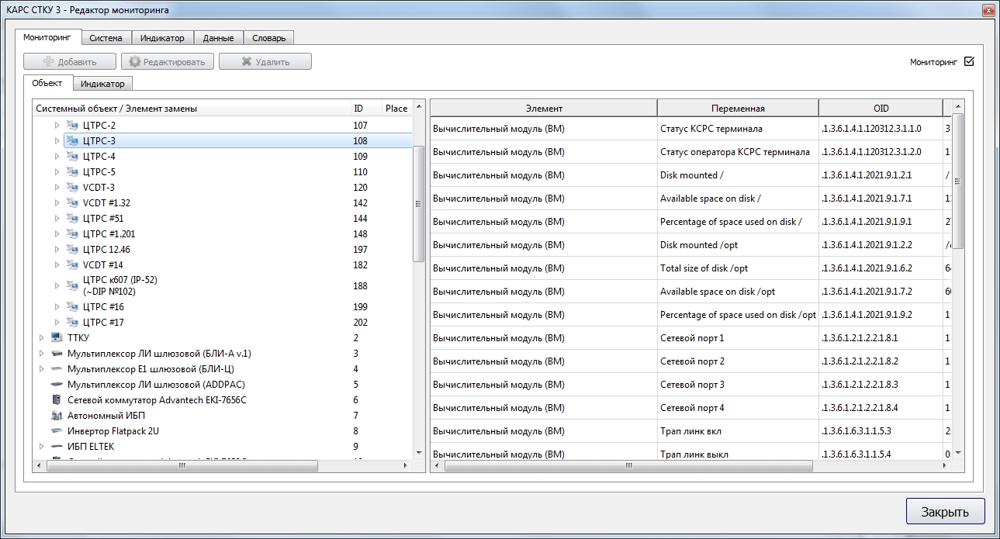 КАРС СТКУ 3 - Редактор мониторинга
Мониторинг Система Индикатор Данные Словарь
Добавить Редактировать Удалить Мониторинг
Объект Индикатор
Системный объект / Элемент замены ID Place
ЦТРС-2 107
ЦТРС-3 108
ЦТРС-4 109
ЦТРС-5 110
VCDT-3 120
VCDT #1.32 142
ЦТРС #51 144
ЦТРС #1.201 148
ЦТРС 12.46 197
VCDT #14 182
ЦТРС к607 (IP-52)
(~DIP №102) 188
ЦТРС #16 199
ЦТРС #17 202
ТТКУ 2
Мультиплексор ЛИ шлюзовой (БЛИ-А v.1) 3
Мультиплексор Е1 шлюзовой (БЛИ-Ц) 4
Мультиплексор ЛИ шлюзовой (ADDPAC) 5
Сетевой коммутатор Advantech EKI-7656C 6
Автономный ИБП 7
Инвертор Flatpack 2U 8
ИБП ELTEK 9
Элемент Переменная OID
Вычислительный модуль (ВМ) Статус КСРС терминала .1.3.6.1.4.1.120312.3.1.1.0 3
Вычислительный модуль (ВМ) Статус оператора КСРС терминала .1.3.6.1.4.1.120312.3.1.2.0 1
Вычислительный модуль (ВМ) Disk mounted / .1.3.6.1.4.1.2021.9.1.2.1 /
Вычислительный модуль (ВМ) Available space on disk / .1.3.6.1.4.1.2021.9.1.7.1
Вычислительный модуль (ВМ) Percentage of space used on disk / .1.3.6.1.4.1.2021.9.1.9.1
Вычислительный модуль (ВМ) Disk mounted /opt .1.3.6.1.4.1.2021.9.1.2.2
Вычислительный модуль (ВМ) Total size of disk /opt .1.3.6.1.4.1.2021.9.1.6.2
Вычислительный модуль (ВМ) Available space on disk /opt .1.3.6.1.4.1.2021.9.1.7.2
Вычислительный модуль (ВМ) Percentage of space used on disk /opt .1.3.6.1.4.1.2021.9.1.9.2 1
Вычислительный модуль (ВМ) Сетевой порт 1 .1.3.6.1.2.1.2.2.1.8.1 1
Вычислительный модуль (ВМ) Сетевой порт 2 .1.3.6.1.2.1.2.2.1.8.2 1
Вычислительный модуль (ВМ) Сетевой порт 3 .1.3.6.1.2.1.2.2.1.8.3 1
Вычислительный модуль (ВМ) Сетевой порт 4 .1.3.6.1.2.1.2.2.1.8.4 1
Вычислительный модуль (ВМ) Трап линк вкл .1.3.6.1.6.3.1.1.5.3
Вычислительный модуль (ВМ) Трап линк выкл .1.3.6.1.6.3.1.1.5.4
Закрыть